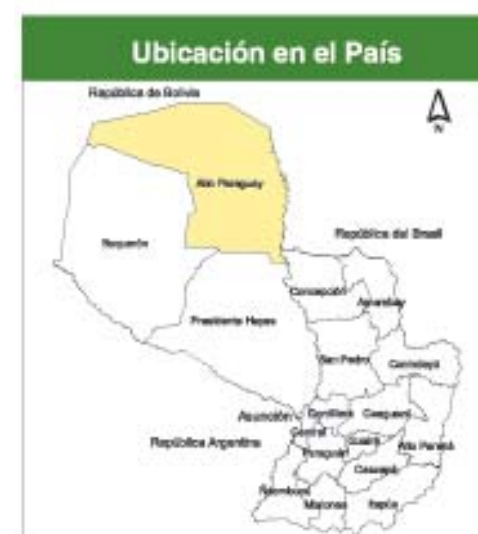 Ubicación en el País
República de Bolivia
N
Alto Paraguay
Boquerón
República del Brasil
Concepción
Amambay
Presidente Hayes
San Pedro
Canindeyú
Asunción
Cordillera
Caaguazú
Central
República Argentina
Guairá
Alto Paraná
Paraguarí
Caazapá
Ñeembucú
Misiones
Itapúa